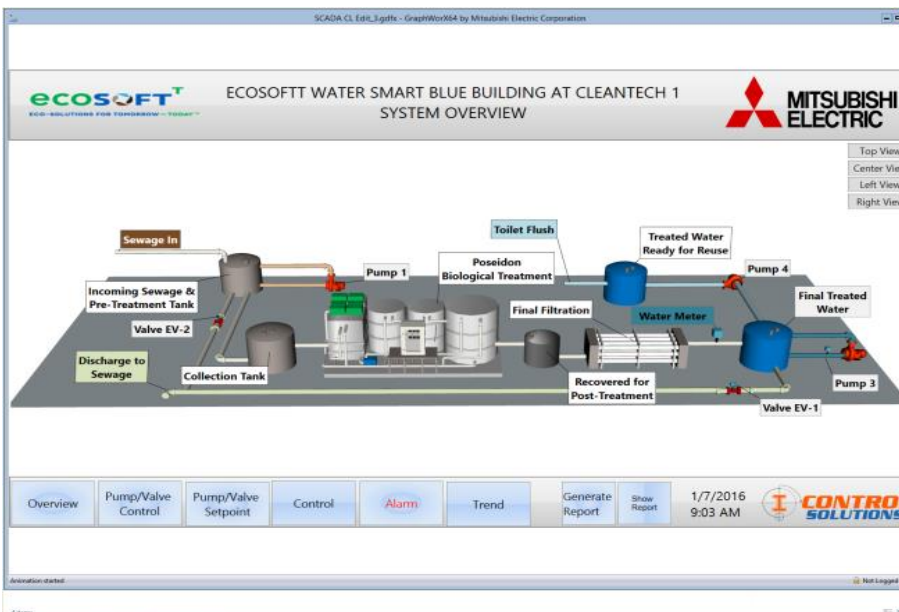 SCADA CL Edit_3.gdfx - GraphWorX64 by Mitsubishi Electric Corporation
ecosoftT
ECO-SOLUTIONS FOR TOMORROW - TODAY
ECOSOFTT WATER SMART BLUE BUILDING AT CLEANTECH 1
SYSTEM OVERVIEW
MITSUBISHI
ELECTRIC
Top View
Center Vie
Left View
Right View
Sewage In
Toilet Flush
Treated Water
Ready for Reuse
Pump 1
Poseidon
Biological Treatment
Pump 4
Incoming Sewage &
Pre-Treatment Tank
Final Filtration
Water Meter
Final Treated
Water
Valve EV-2
Discharge to
Sewage
Collection Tank
Recovered for
Post-Treatment
Pump 3
Valve EV-1
Overview
Pump/Valve
Control
Pump/Valve
Setpoint
Control
Alarm
Trend
Generate
Report
Show
Report
1/7/2016
9:03 AM
CONTRO
SOLUTIONS
Animation started
Not Logged